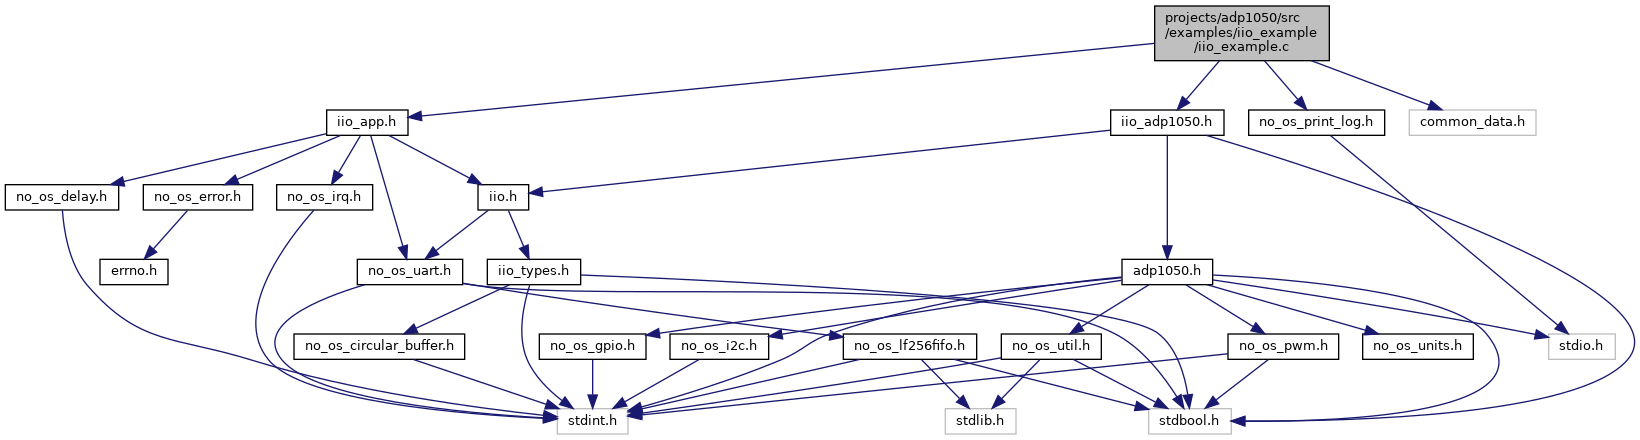 projects/adp1050/src
/examples/iio_example
/iio_example.c
iio_app.h
iio_adp1050.h
no_os_print_log.h
common_data.h
no_os_delay.h
no_os_error.h
no_os_irq.h
iio.h
errno.h
no_os_uart.h
iio_types.h
adp1050.h
no_os_circular_buffer.h
no_os_gpio.h
no_os_i2c.h
no_os_lf256fifo.h
no_os_util.h
no_os_pwm.h
no_os_units.h
stdio.h
stdint.h
stdlib.h
stdbool.h